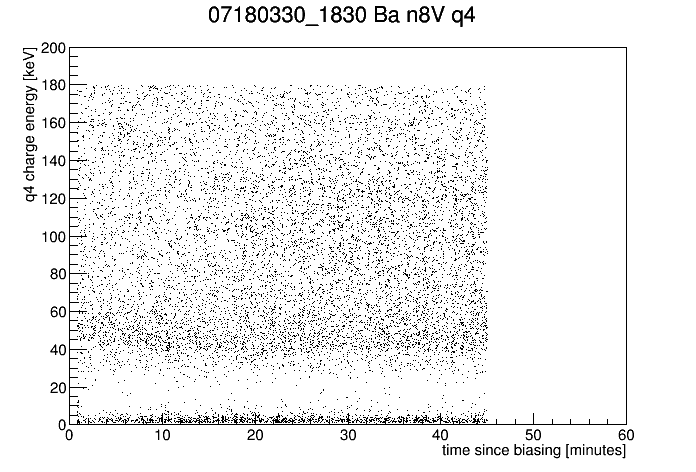 07180330_1830 Ba n8V q4
q4 charge energy [keV]
200
180
160
140
120
100
80
60
40
20
0
0 10 20 30 40 50 60
time since biasing [minutes]